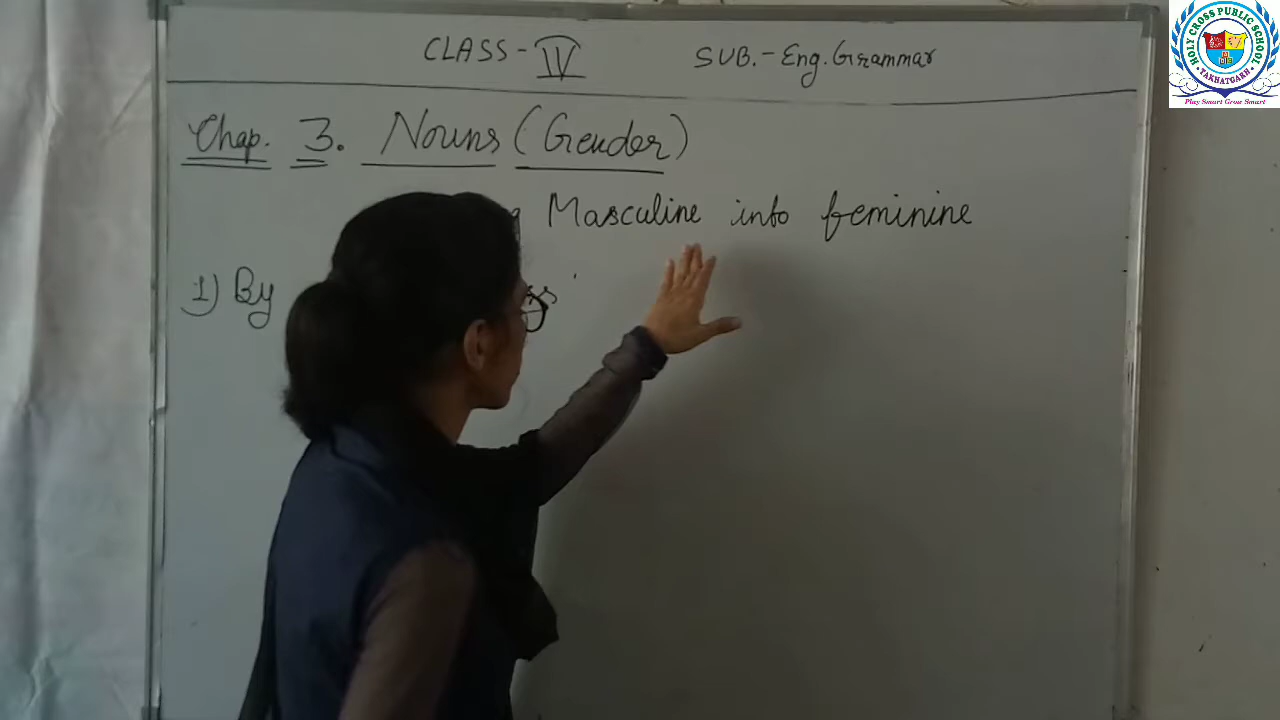 CLASS - IV SUB. - Eng. Grammar
Chap. 3. Nouns (Gender)
Masculine into feminine
1) By
HOLY CROSS PUBLIC SCHOOL
TAKHATGARH
Play Smart Grow Smart